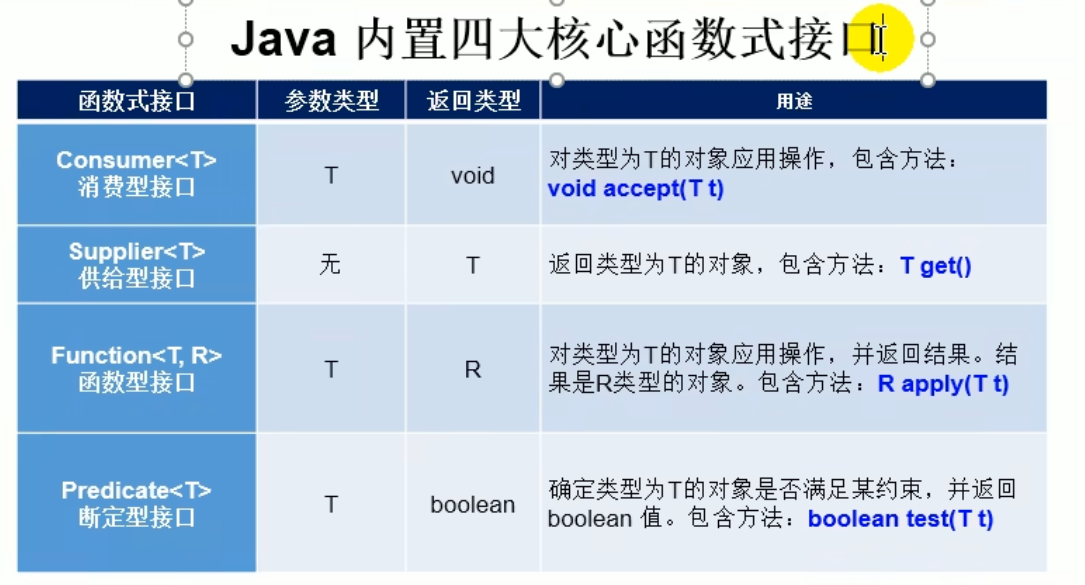 Java 内置四大核心函数式接口
函数式接口 参数类型 返回类型 用途
Consumer<T>
消费型接口
T
void
对类型为T的对象应用操作，包含方法：
void accept(T t)
Supplier<T>
供给型接口
无
T
返回类型为T的对象，包含方法：T get()
Function<T, R>
函数型接口
T
R
对类型为T的对象应用操作，并返回结果。结
果是R类型的对象。包含方法：R apply(T t)
Predicate<T>
断定型接口
T
boolean
确定类型为T的对象是否满足某约束，并返回
boolean 值。包含方法：boolean test(T t)